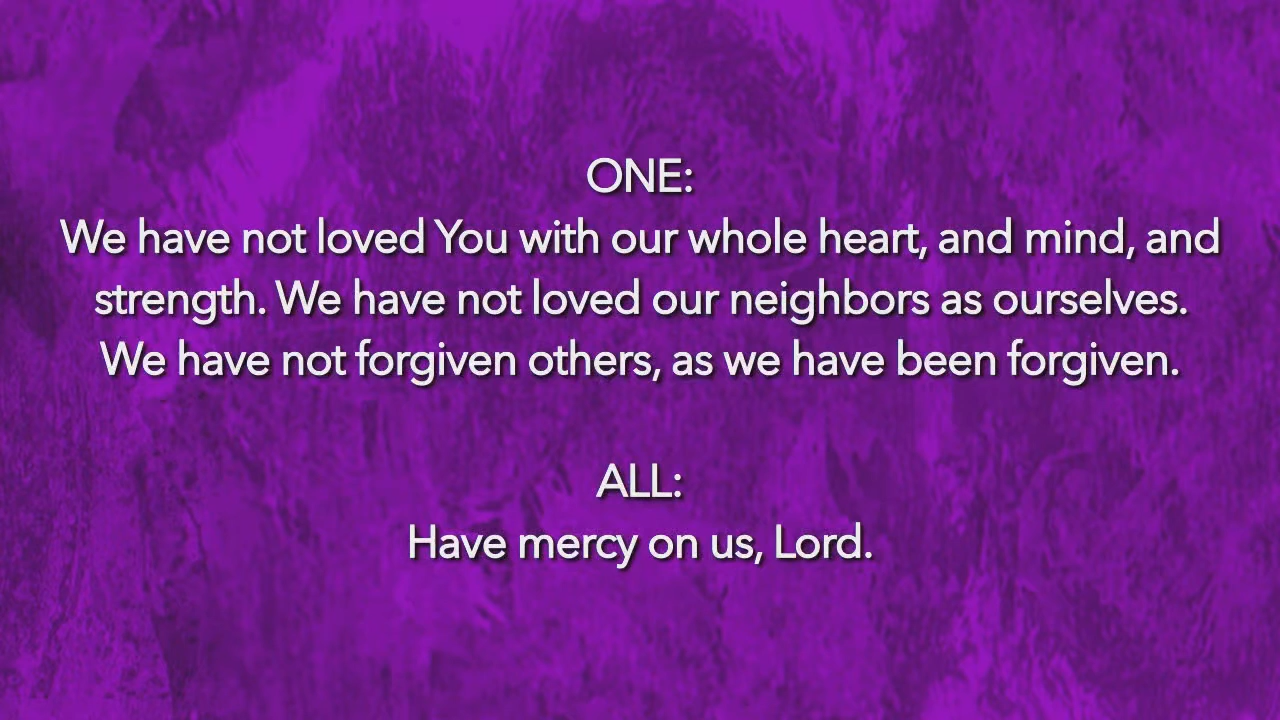 ONE:
We have not loved You with our whole heart, and mind, and
strength. We have not loved our neighbors as ourselves.
We have not forgiven others, as we have been forgiven.
ALL:
Have mercy on us, Lord.